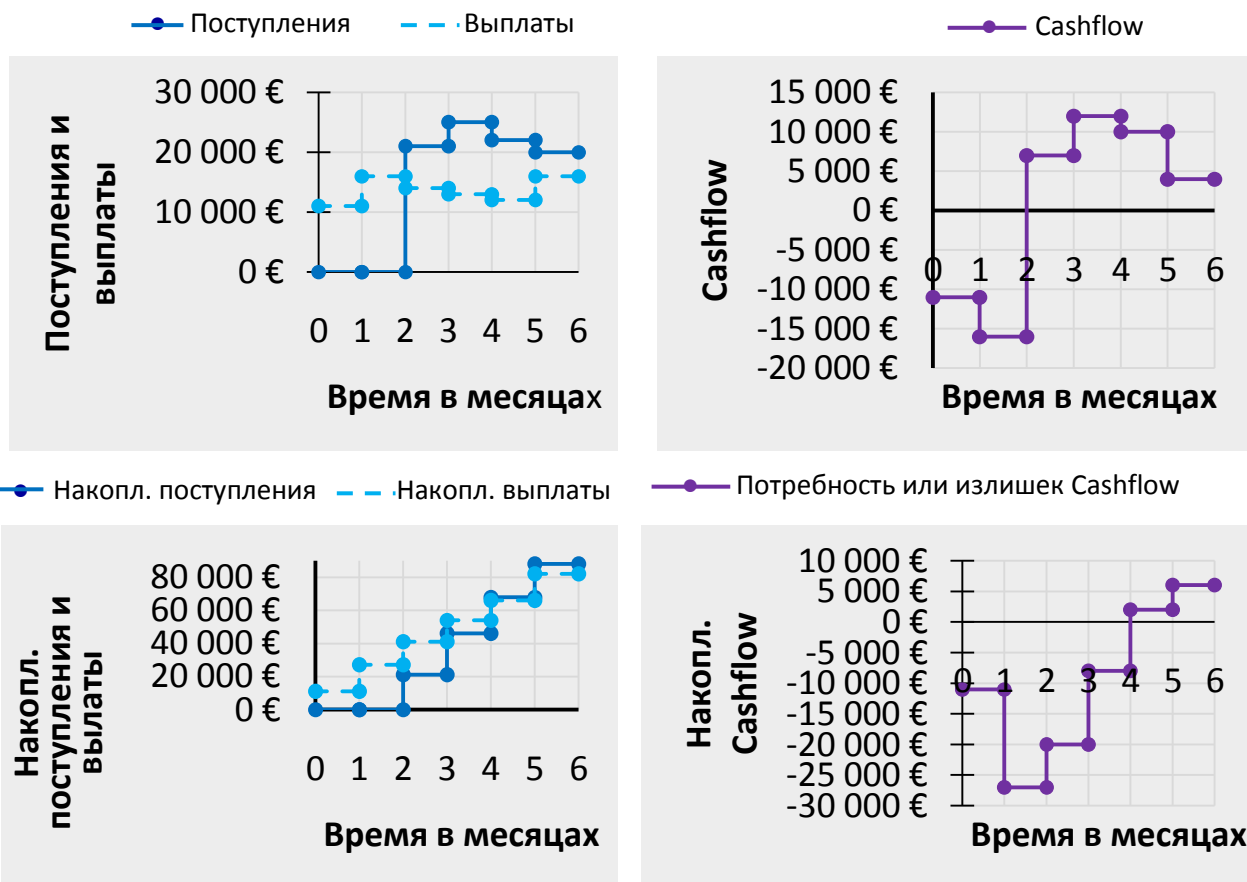 Поступления Выплаты
30 000 €
20 000 €
10 000 €
0 €
Поступления и
выплаты
0 1 2 3 4 5 6
Время в месяцах
Cashflow
15 000 €
10 000 €
5 000 €
0 €
-5 000 €
-10 000 €
-15 000 €
-20 000 €
Cashflow
0 1 2 3 4 5 6
Время в месяцах
Накопл. поступления Накопл. выплаты
80 000 €
60 000 €
40 000 €
20 000 €
0 €
Накопл.
поступления и
вылаты
0 1 2 3 4 5 6
Время в месяцах
Потребность или излишек Cashflow
10 000 €
5 000 €
0 €
-5 000 €
-10 000 €
-15 000 €
-20 000 €
-25 000 €
-30 000 €
Накопл.
Cashflow
0 1 2 3 4 5 6
Время в месяцах